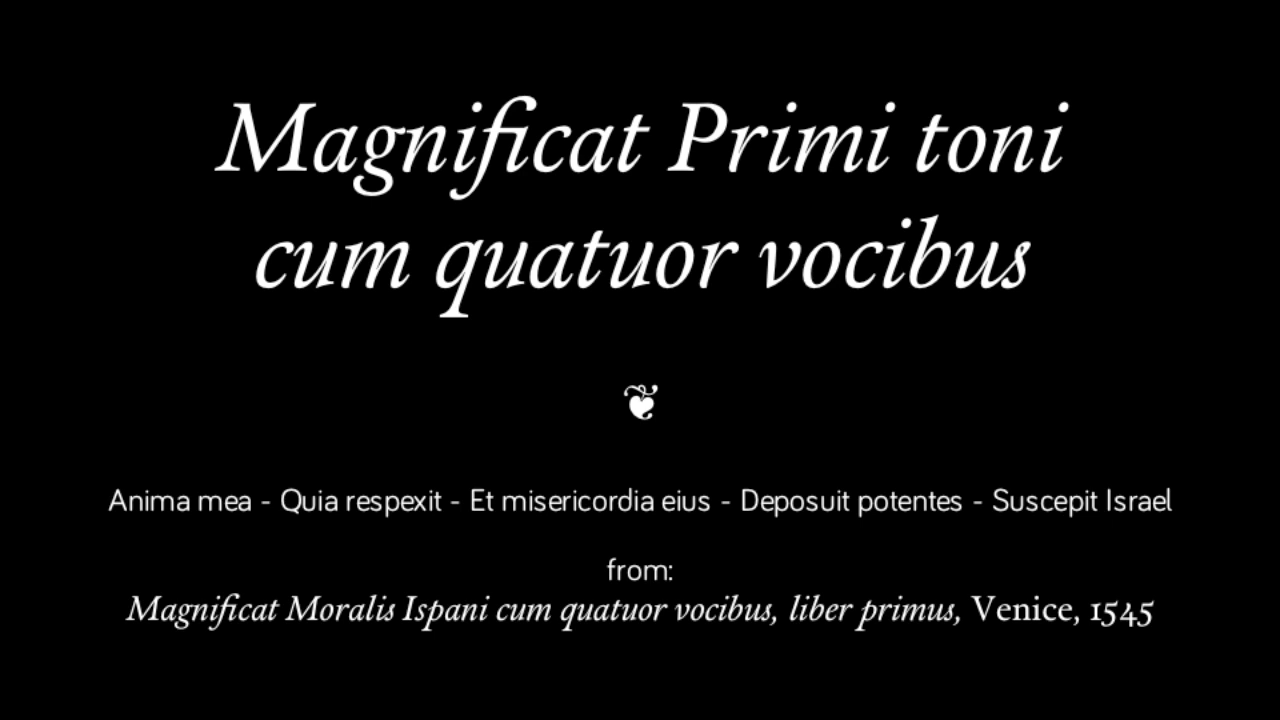 Magnificat Primi toni
cum quatuor vocibus
❦
Anima mea - Quia respexit - Et misericordia eius - Deposuit potentes - Suscepit Israel
from:
Magnificat Moralis Ispani cum quatuor vocibus, liber primus, Venice, 1545